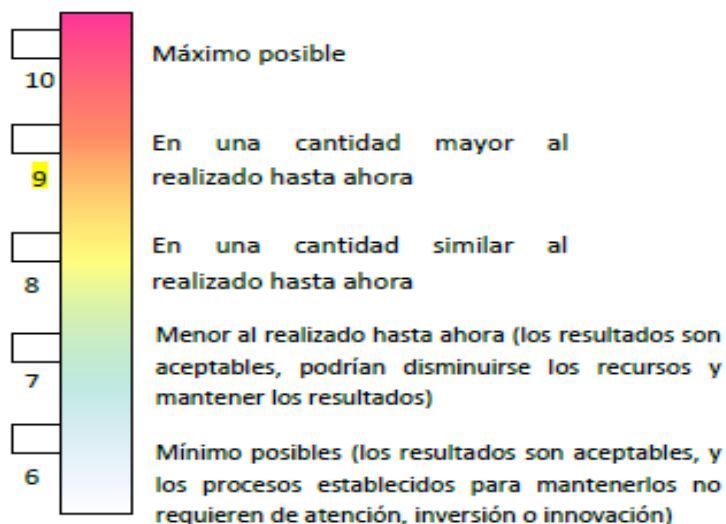 Máximo posible
10
En una cantidad mayor al
9
realizado hasta ahora
En una cantidad similar al
8
realizado hasta ahora
Menor al realizado hasta ahora (los resultados son
aceptables, podrían disminuirse los recursos y
7
mantener los resultados)
Mínimo posibles (los resultados son aceptables, y
6
los procesos establecidos para mantenerlos no
requieren de atención, inversión o innovación)